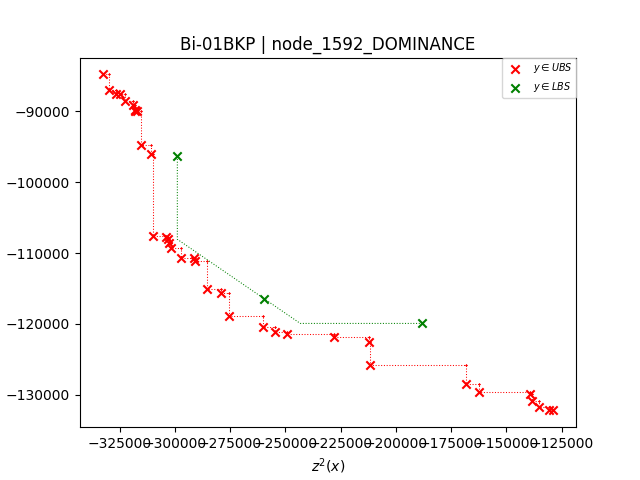 Bi-01BKP | node_1592_DOMINANCE
y ∈ UBS
y ∈ LBS
−90000
−100000
−110000
−120000
−130000
−325000−300000−275000−250000−225000−200000−175000−150000−125000
z²(x)